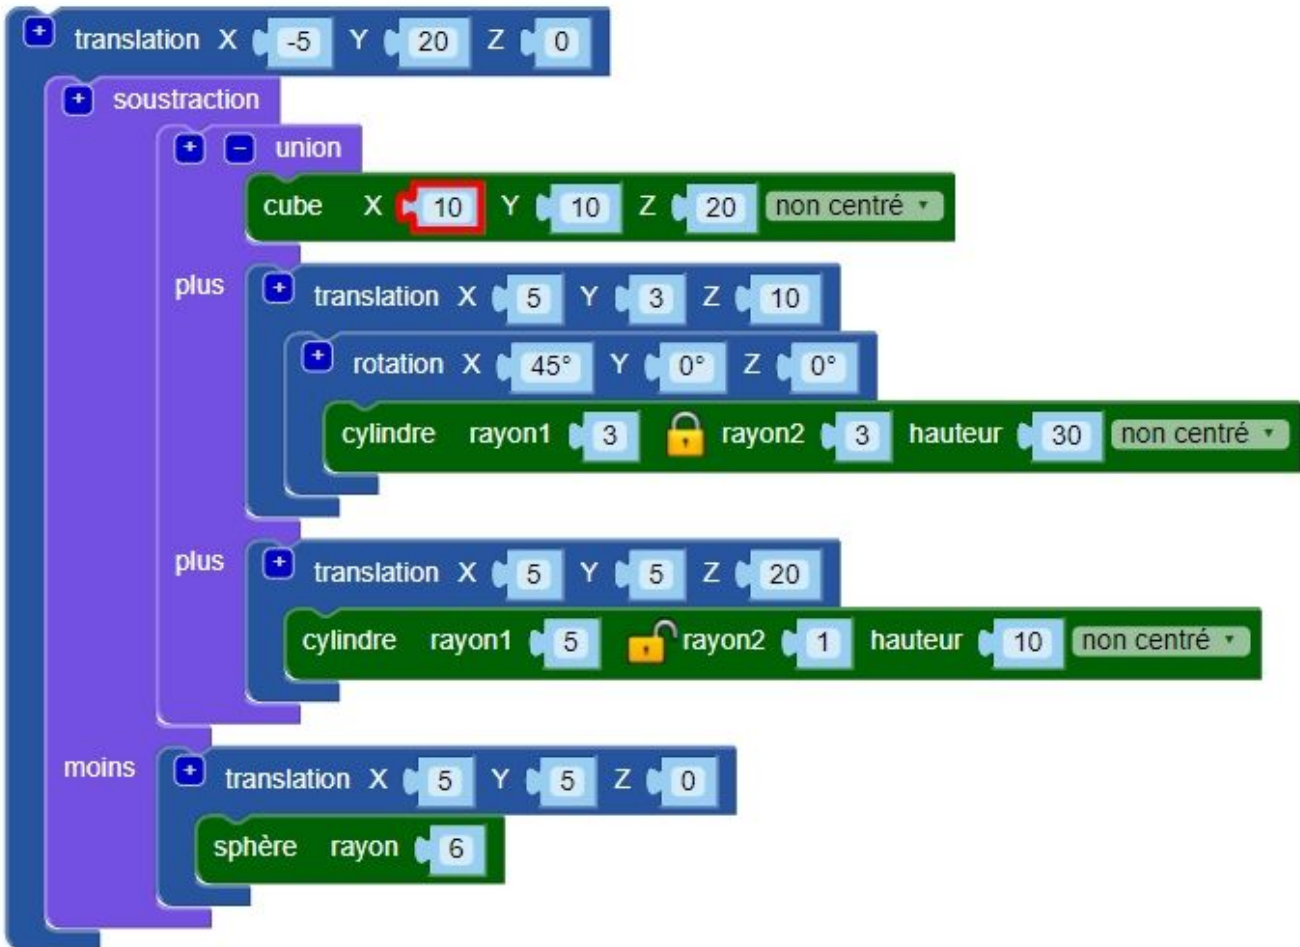 + translation X -5 Y 20 Z 0
+ soustraction
+ − union
cube X 10 Y 10 Z 20 non centré
plus + translation X 5 Y 3 Z 10
+ rotation X 45° Y 0° Z 0°
cylindre rayon1 3 rayon2 3 hauteur 30 non centré
plus + translation X 5 Y 5 Z 20
cylindre rayon1 5 rayon2 1 hauteur 10 non centré
moins + translation X 5 Y 5 Z 0
sphère rayon 6